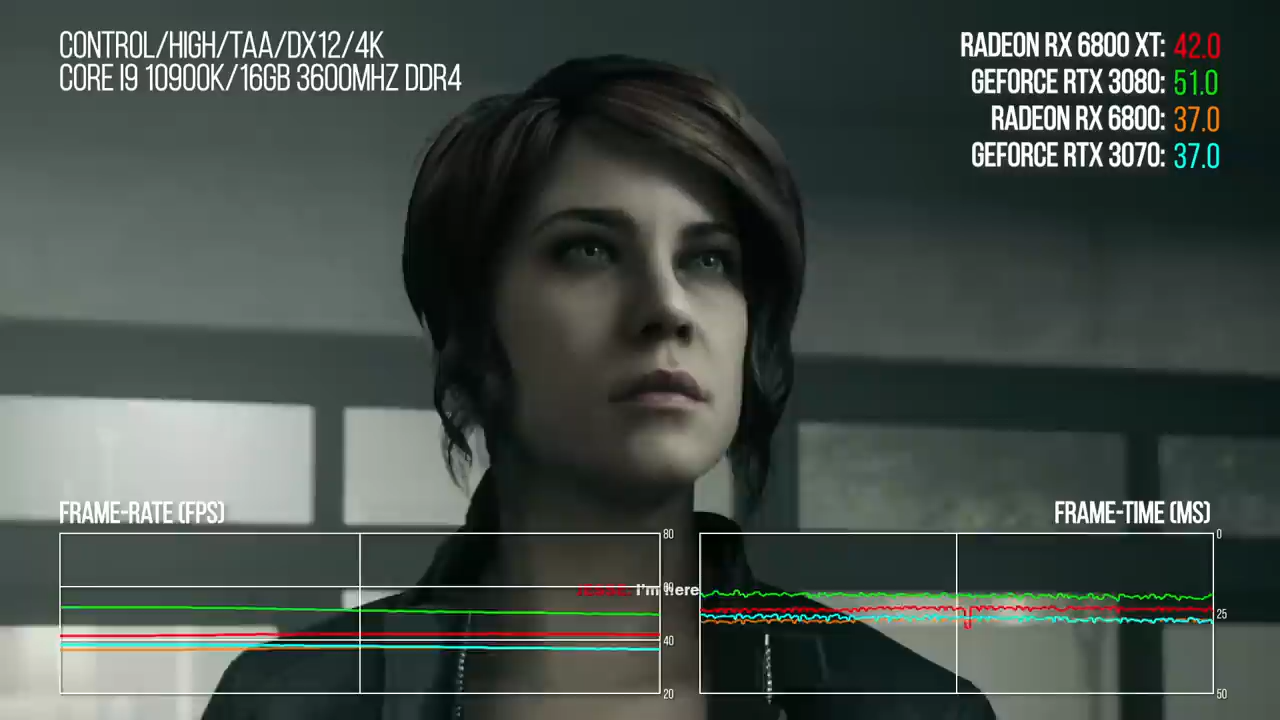 CONTROL/HIGH/TAA/DX12/4K
CORE I9 10900K/16GB 3600MHZ DDR4
RADEON RX 6800 XT: 42.0
GEFORCE RTX 3080: 51.0
RADEON RX 6800: 37.0
GEFORCE RTX 3070: 37.0
FRAME-RATE (FPS)
80
60
40
20
JESSE: I'm here
FRAME-TIME (MS)
0
25
50